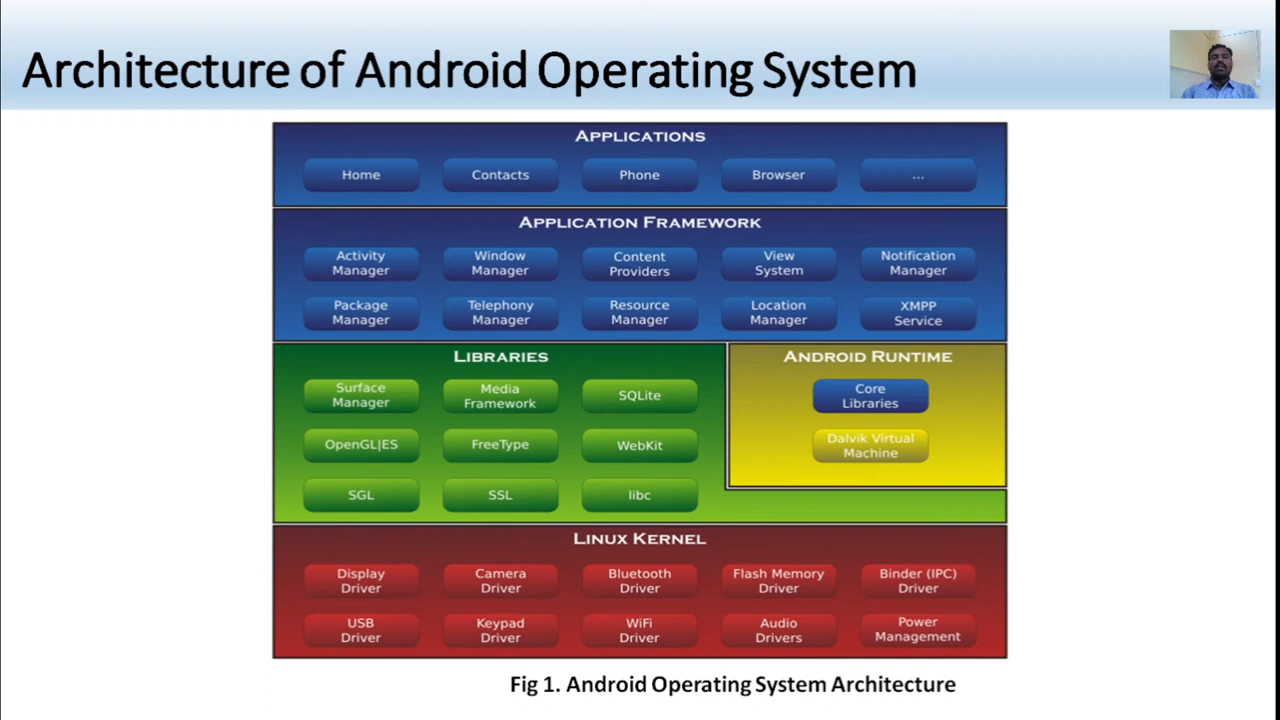 Architecture of Android Operating System
APPLICATIONS
Home
Contacts
Phone
Browser
...
APPLICATION FRAMEWORK
Activity
Manager
Window
Manager
Content
Providers
View
System
Notification
Manager
Package
Manager
Telephony
Manager
Resource
Manager
Location
Manager
XMPP
Service
LIBRARIES
Surface
Manager
Media
Framework
SQLite
OpenGL|ES
FreeType
WebKit
SGL
SSL
libc
ANDROID RUNTIME
Core
Libraries
Dalvik Virtual
Machine
LINUX KERNEL
Display
Driver
Camera
Driver
Bluetooth
Driver
Flash Memory
Driver
Binder (IPC)
Driver
USB
Driver
Keypad
Driver
WiFi
Driver
Audio
Drivers
Power
Management
Fig 1. Android Operating System Architecture